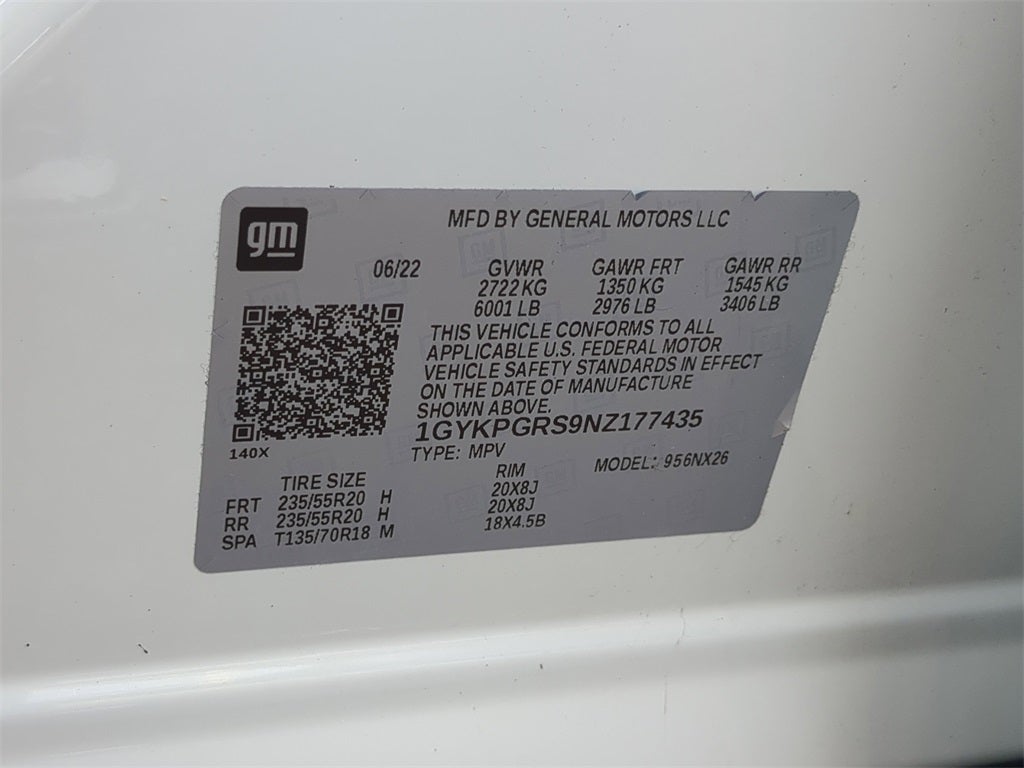 gm
MFD BY GENERAL MOTORS LLC
06/22 GVWR GAWR FRT GAWR RR
2722 KG 1350 KG 1545 KG
6001 LB 2976 LB 3406 LB
THIS VEHICLE CONFORMS TO ALL
APPLICABLE U.S. FEDERAL MOTOR
VEHICLE SAFETY STANDARDS IN EFFECT
ON THE DATE OF MANUFACTURE
SHOWN ABOVE.
1GYKPGRS9NZ177435
140X
TYPE: MPV MODEL: 956NX26
TIRE SIZE RIM
FRT 235/55R20 H 20X8J
RR 235/55R20 H 20X8J
SPA T135/70R18 M 18X4.5B